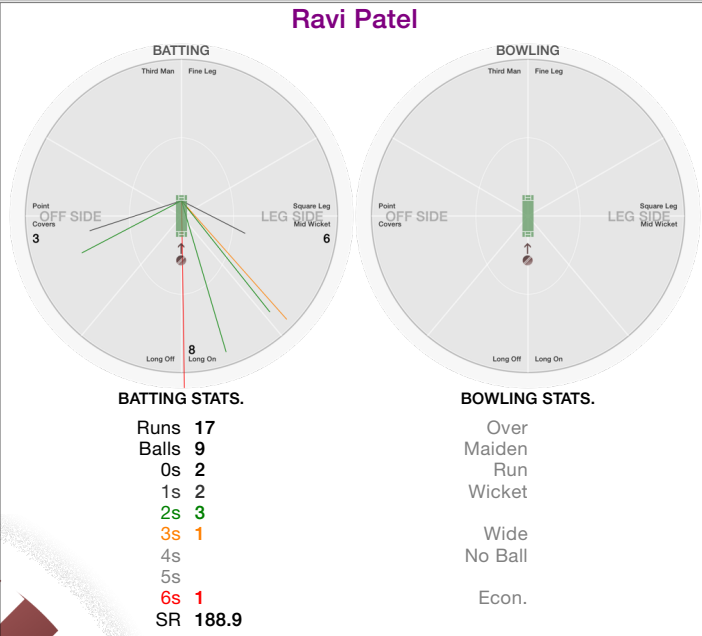 Ravi Patel
BATTING
Third Man Fine Leg
Point Square Leg
OFF SIDE LEG SIDE
Covers Mid Wicket
3 6
8
Long Off Long On
BOWLING
Third Man Fine Leg
Point Square Leg
OFF SIDE LEG SIDE
Covers Mid Wicket
Long Off Long On
BATTING STATS.
Runs 17
Balls 9
0s 2
1s 2
2s 3
3s 1
4s
5s
6s 1
SR 188.9
BOWLING STATS.
Over
Maiden
Run
Wicket
Wide
No Ball
Econ.